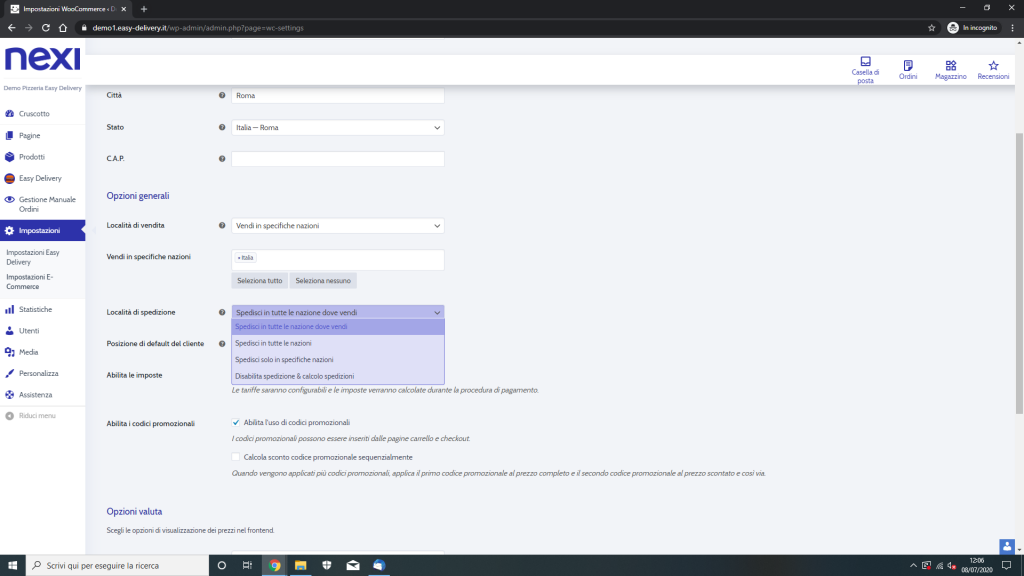 Impostazioni WooCommerce ‹ D
demo1.easy-delivery.it/wp-admin/admin.php?page=wc-settings
In incognito
nexi
Demo Pizzeria Easy Delivery
Casella di posta
Ordini
Magazzino
Recensioni
Cruscotto
Pagine
Prodotti
Easy Delivery
Gestione Manuale
Ordini
Impostazioni
Impostazioni Easy
Delivery
Impostazioni E-
Commerce
Statistiche
Utenti
Media
Personalizza
Assistenza
Riduci menu
Città
Roma
Stato
Italia — Roma
C.A.P.
Opzioni generali
Località di vendita
Vendi in specifiche nazioni
Vendi in specifiche nazioni
×Italia
Seleziona tutto
Seleziona nessuno
Località di spedizione
Spedisci in tutte le nazione dove vendi
Spedisci in tutte le nazione dove vendi
Posizione di default del cliente
Spedisci in tutte le nazioni
Spedisci solo in specifiche nazioni
Abilita le imposte
Disabilita spedizione & calcolo spedizioni
Le tariffe saranno configurabili e le imposte verranno calcolate durante la procedura di pagamento.
Abilita i codici promozionali
Abilita l'uso di codici promozionali
I codici promozionali possono essere inseriti dalle pagine carrello e checkout.
Calcola sconto codice promozionale sequenzialmente
Quando vengono applicati più codici promozionali, applica il primo codice promozionale al prezzo completo e il secondo codice promozionale al prezzo scontato e così via.
Opzioni valuta
Scegli le opzioni di visualizzazione dei prezzi nel frontend.
Scrivi qui per eseguire la ricerca
12:06
08/07/2020